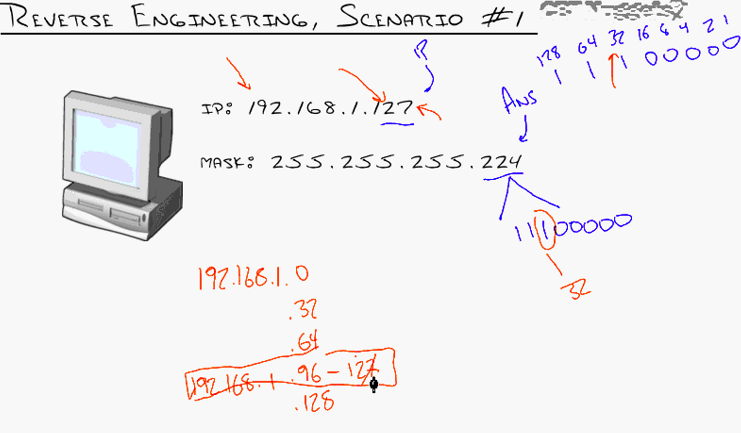 REVERSE ENGINEERING, SCENARIO #1
128 64 32 16 8 4 2 1
1 1 1 0 0 0 0 0
IP: 192.168.1.127
Ans
MASK: 255.255.255.224
11100000
32
192.168.1.0
.32
.64
192.168.1.96-127
.128